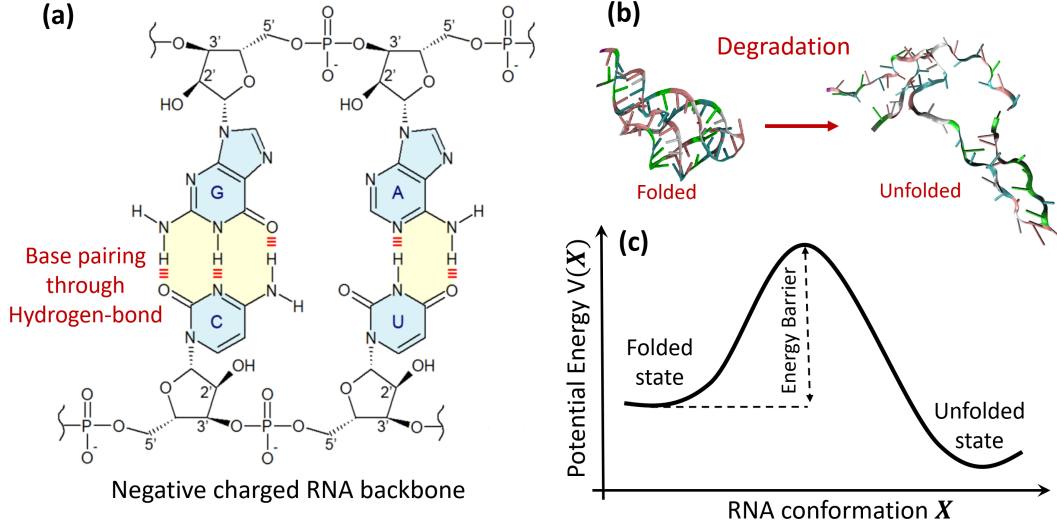 (a)
5' 5'
O O P O O O P
3' 3'
O O
O- O-
2' O 2' O
HO HO
N N
N N
G A
N N
H H
N N O N N
H H
H H H H H
Base pairing
through
Hydrogen-bond
O N N H O N O
H
C U
N N
OH OH
O 2' O 2'
O O
O P O O P O O
5' 3' 5' 3'
O- O-
O O
Negative charged RNA backbone
(b)
Degradation
Folded
Unfolded
(c)
Potential Energy V(X)
Energy Barrier
Folded
state
Unfolded
state
RNA conformation X